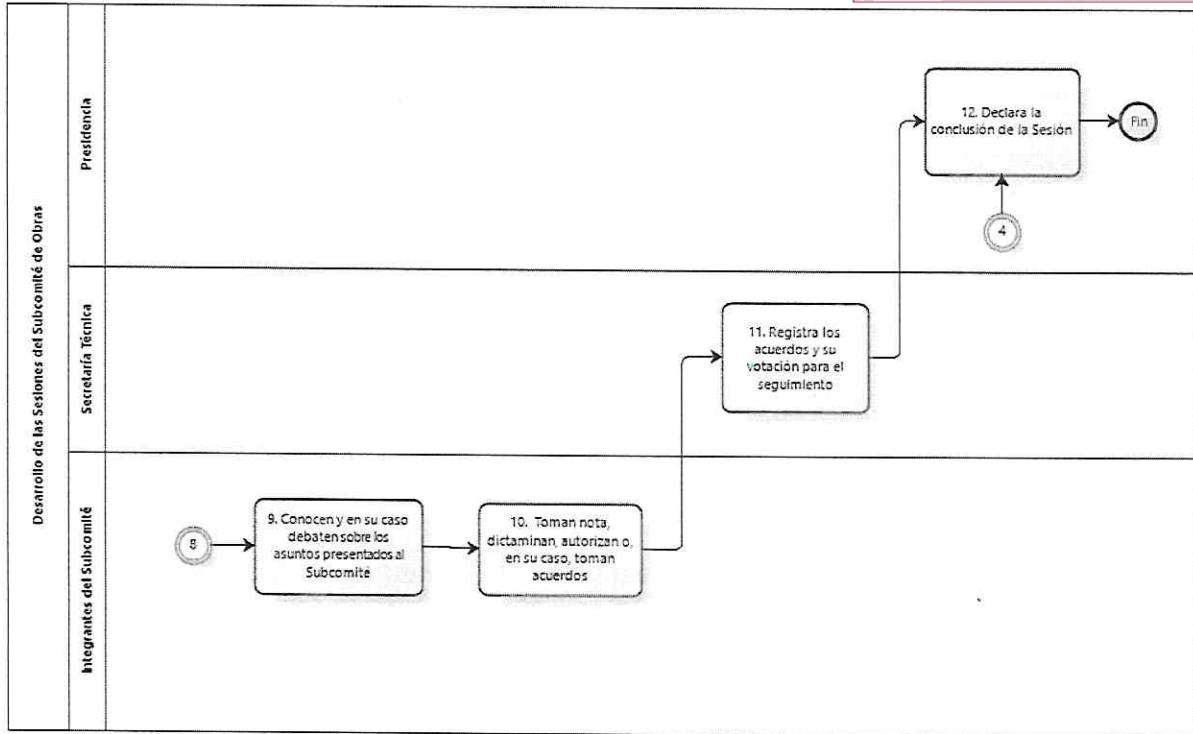 Desarrollo de las Sesiones del Subcomité de Obras
Presidencia
12. Declara la
conclusión de la Sesión
Fin
4
Secretaría Técnica
11. Registra los
acuerdos y su
votación para el
seguimiento
Integrantes del Subcomité
8
9. Conocen y en su caso
debaten sobre los
asuntos presentados al
Subcomité
10. Toman nota,
dictaminan, autorizan o,
en su caso, toman
acuerdos